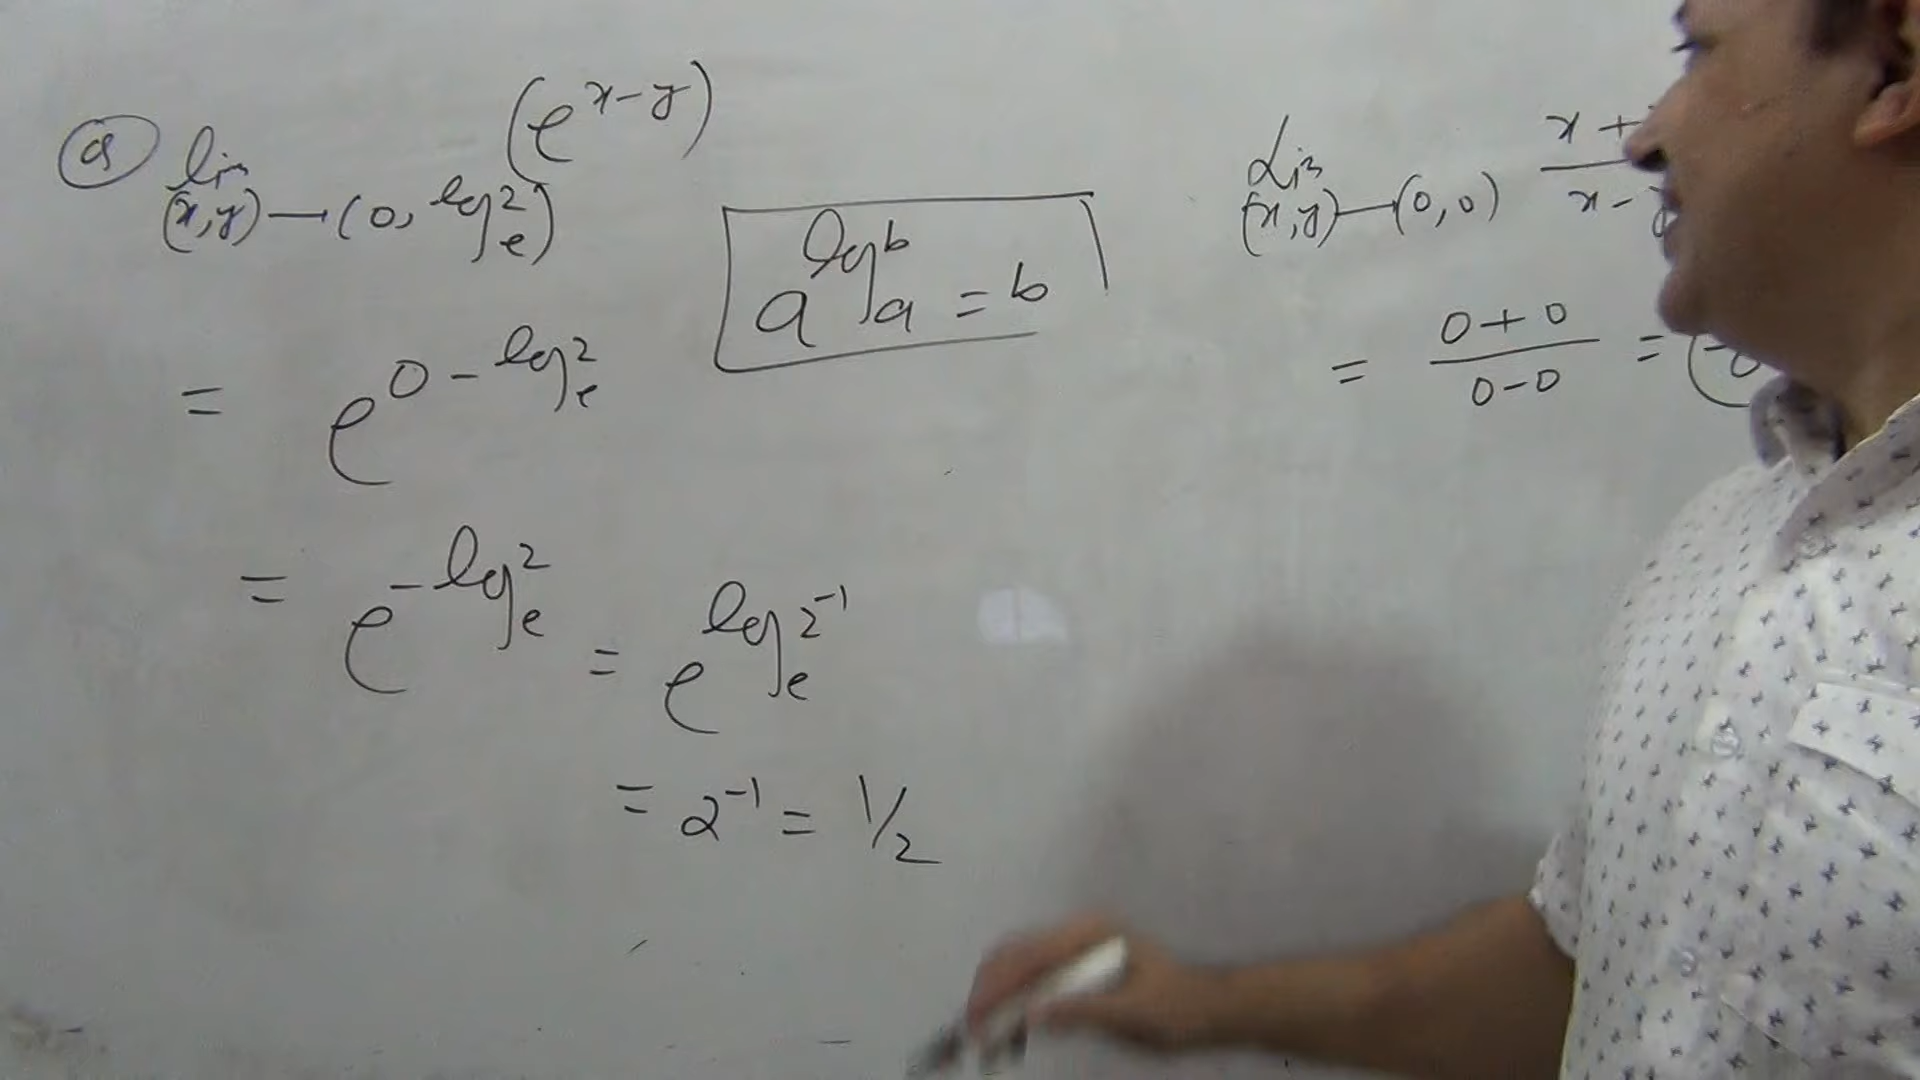 Q lim (x,y)→(0, log_e^2) (e^{x-y})
= e^{0 - log_e^2}
= e^{-log_e^2} = e^{log_e 2^{-1}}
= 2^{-1} = 1/2
a^{log_a^b} = b
Lim (x,y)→(0,0) x+ / x-
= 0+0 / 0-0 =